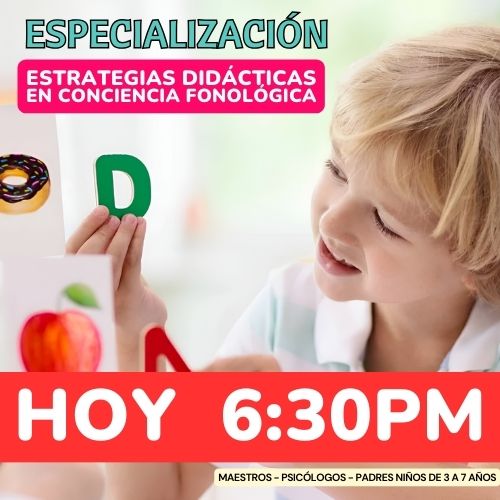 ESPECIALIZACIÓN
ESTRATEGIAS DIDÁCTICAS
EN CONCIENCIA FONOLÓGICA
D
A
HOY 6:30PM
MAESTROS - PSICÓLOGOS - PADRES NIÑOS DE 3 A 7 AÑOS